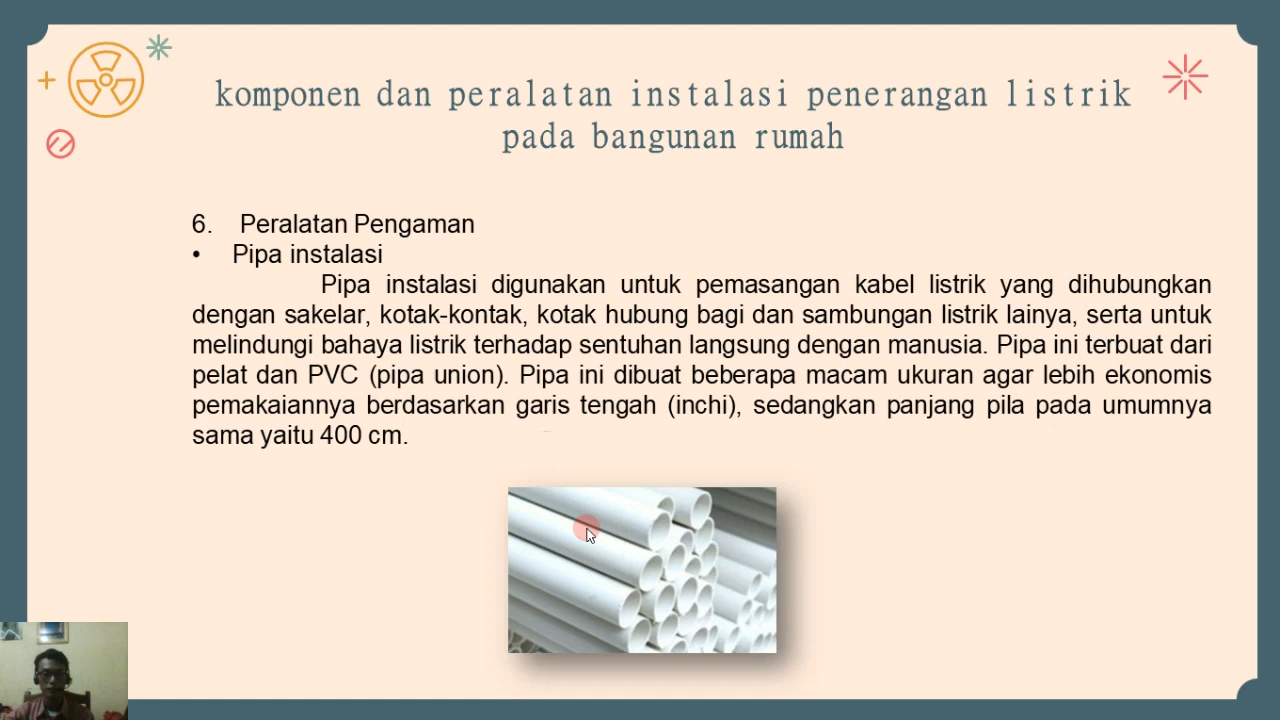 komponen dan peralatan instalasi penerangan listrik
pada bangunan rumah
6. Peralatan Pengaman
• Pipa instalasi
Pipa instalasi digunakan untuk pemasangan kabel listrik yang dihubungkan
dengan sakelar, kotak-kontak, kotak hubung bagi dan sambungan listrik lainya, serta untuk
melindungi bahaya listrik terhadap sentuhan langsung dengan manusia. Pipa ini terbuat dari
pelat dan PVC (pipa union). Pipa ini dibuat beberapa macam ukuran agar lebih ekonomis
pemakaiannya berdasarkan garis tengah (inchi), sedangkan panjang pila pada umumnya
sama yaitu 400 cm.